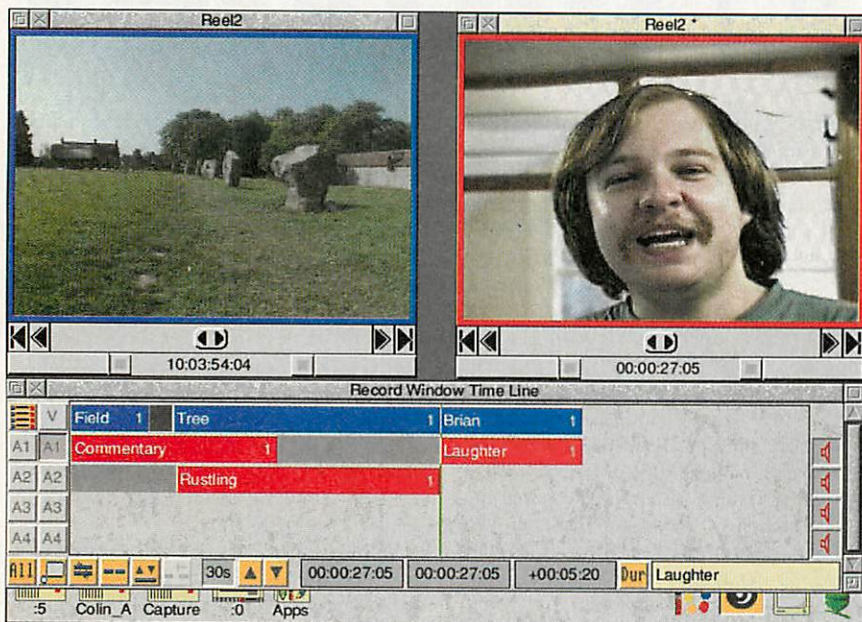 Reel2
Reel2 *
10:03:54:04
00:00:27:05
Record Window Time Line
V Field 1 Tree 1 Brian 1
A1 A1 Commentary 1 Laughter 1
A2 A2 Rustling 1
A3 A3
A4 A4
All 30s 00:00:27:05 00:00:27:05 +00:05:20 Dur Laughter
:5 Colin_A Capture :0 Apps